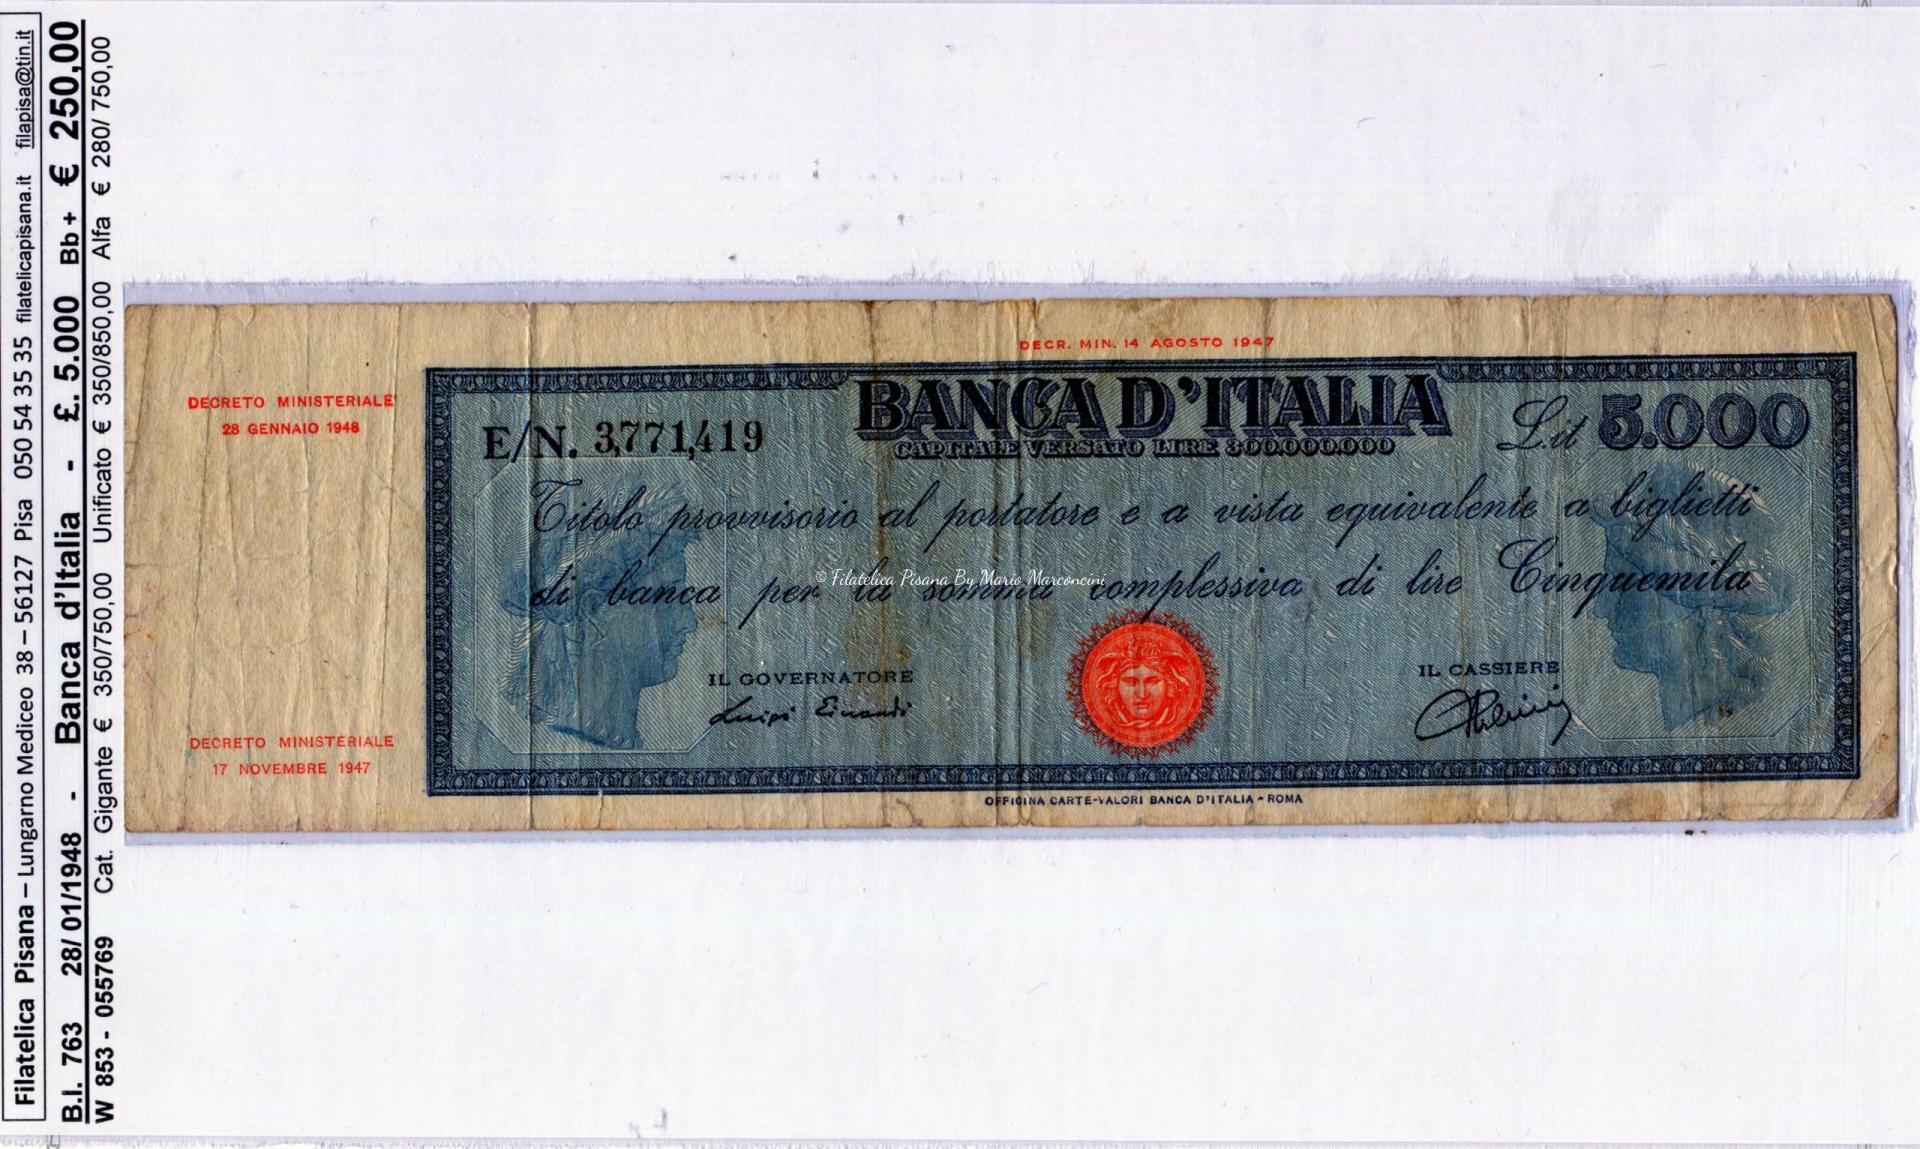 Filatelica Pisana – Lungarno Mediceo 38 – 56127 Pisa 050 54 35 35 filatelicapisana.it filapisa@tin.it
B.I. 763 28/ 01/1948 - Banca d'Italia - £. 5.000 Bb + € 250,00
W 853 - 055769 Cat. Gigante € 350/750,00 Unificato € 350/850,00 Alfa € 280/ 750,00
DECR. MIN. 14 AGOSTO 1947
DECRETO MINISTERIALE
28 GENNAIO 1948
BANCA D'ITALIA
CAPITALE VERSATO LIRE 300.000.000
E/N. 3,771,419
Lit 5.000
Titolo provvisorio al portatore e a vista equivalente a biglietti
di banca per la somma complessiva di lire Cinquemila
© Filatelica Pisana By Mario Marconcini
IL GOVERNATORE
Luigi Einaudi
IL CASSIERE
DECRETO MINISTERIALE
17 NOVEMBRE 1947
OFFICINA CARTE-VALORI BANCA D'ITALIA - ROMA